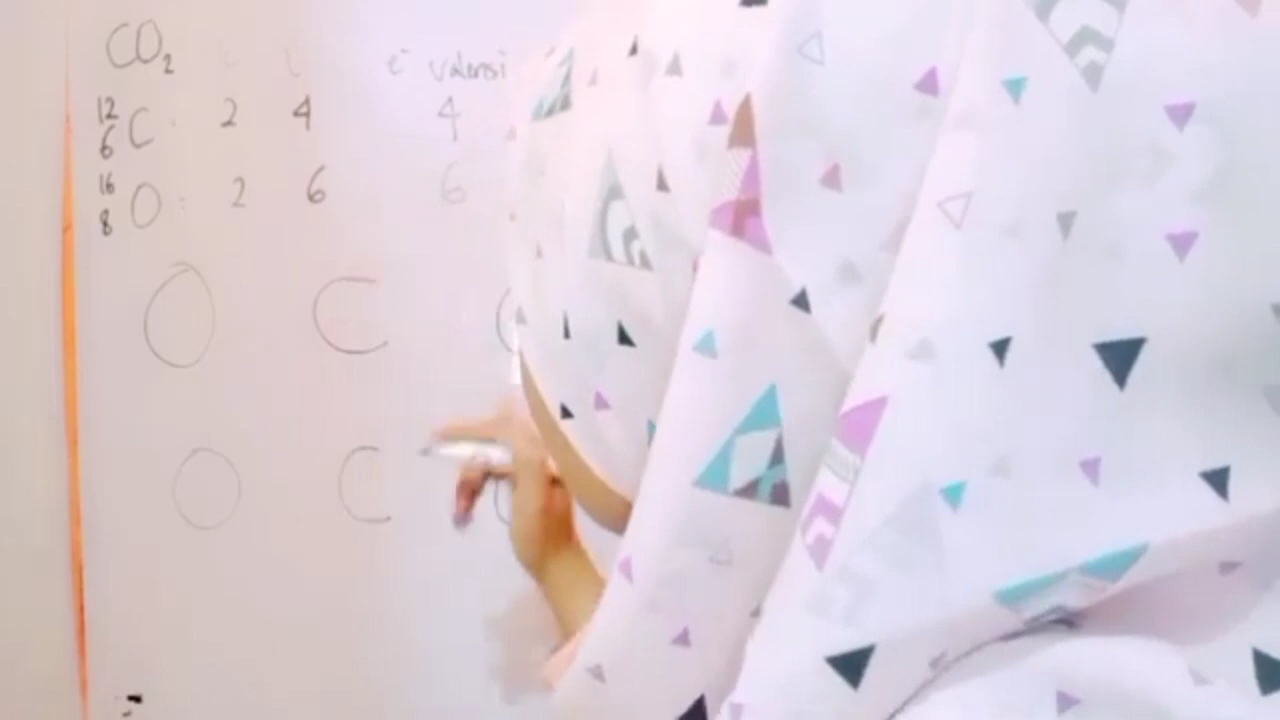 CO₂
e⁻ valensi
12 6 C : 2 4 4
16 8 O : 2 6 6
O C
O C